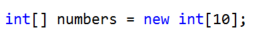 int[] numbers = new int[10];